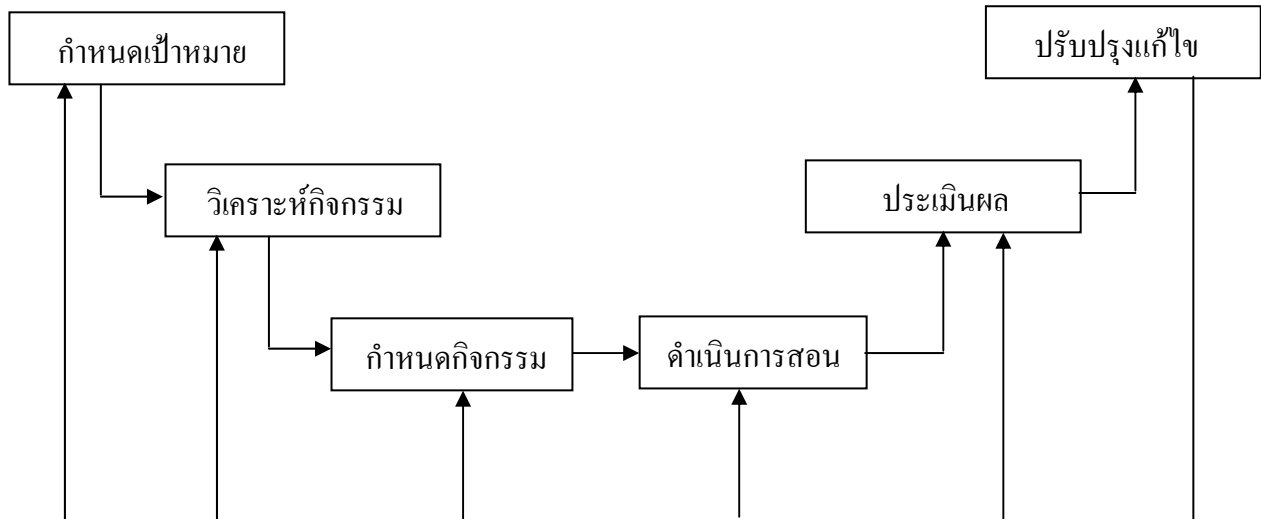 กำหนดเป้าหมาย
ปรับปรุงแก้ไข
วิเคราะห์กิจกรรม
ประเมินผล
กำหนดกิจกรรม
ดำเนินการสอน